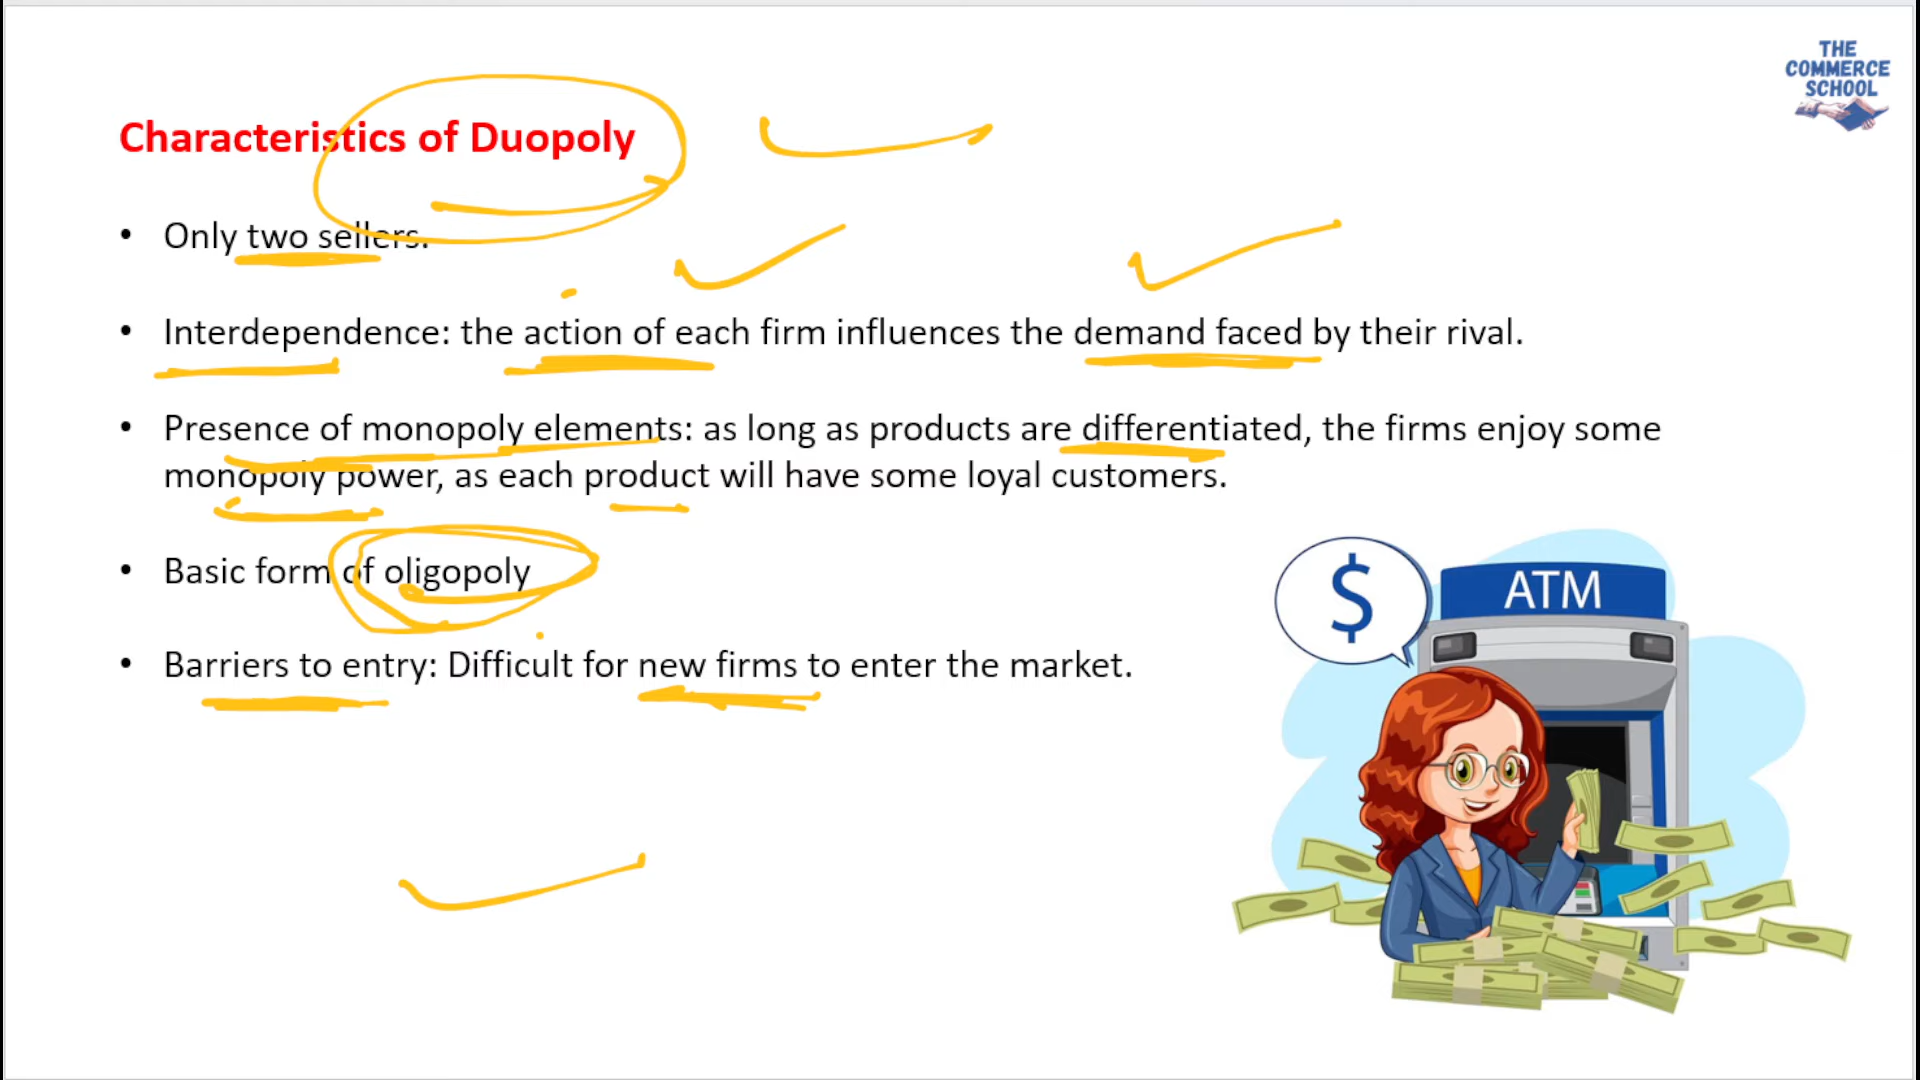 THE
COMMERCE
SCHOOL
Characteristics of Duopoly
• Only two sellers.
• Interdependence: the action of each firm influences the demand faced by their rival.
• Presence of monopoly elements: as long as products are differentiated, the firms enjoy some
monopoly power, as each product will have some loyal customers.
• Basic form of oligopoly
• Barriers to entry: Difficult for new firms to enter the market.
$
ATM